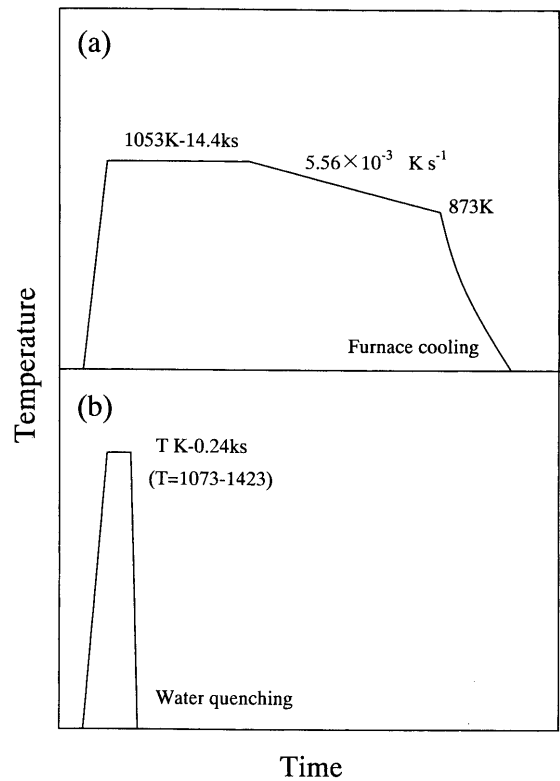 (a)
1053K-14.4ks
5.56×10⁻³ K s⁻¹
873K
Furnace cooling
Temperature
(b)
T K-0.24ks
(T=1073-1423)
Water quenching
Time